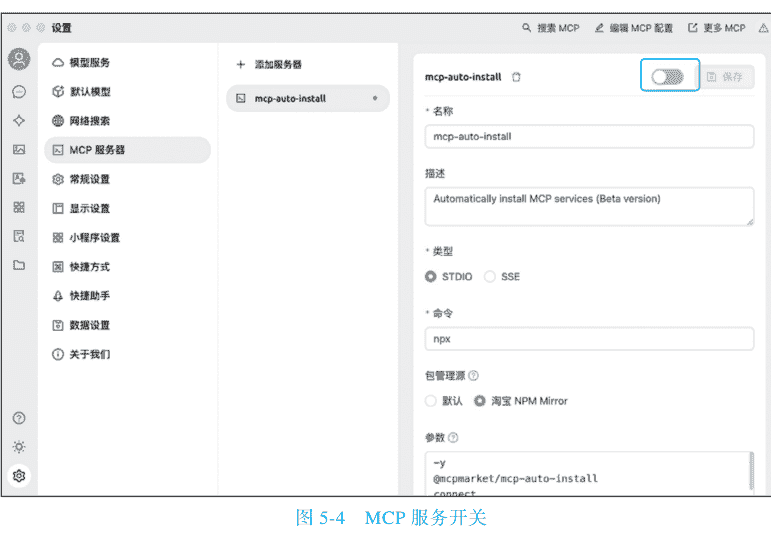 设置
搜索 MCP
编辑 MCP 配置
更多 MCP
模型服务
默认模型
网络搜索
MCP 服务器
常规设置
显示设置
小程序设置
快捷方式
快捷助手
数据设置
关于我们
添加服务器
mcp-auto-install
mcp-auto-install
保存
* 名称
mcp-auto-install
描述
Automatically install MCP services (Beta version)
* 类型
STDIO
SSE
* 命令
npx
包管理源
默认
淘宝 NPM Mirror
参数
-y
@mcpmarket/mcp-auto-install
connect
图 5-4 MCP 服务开关